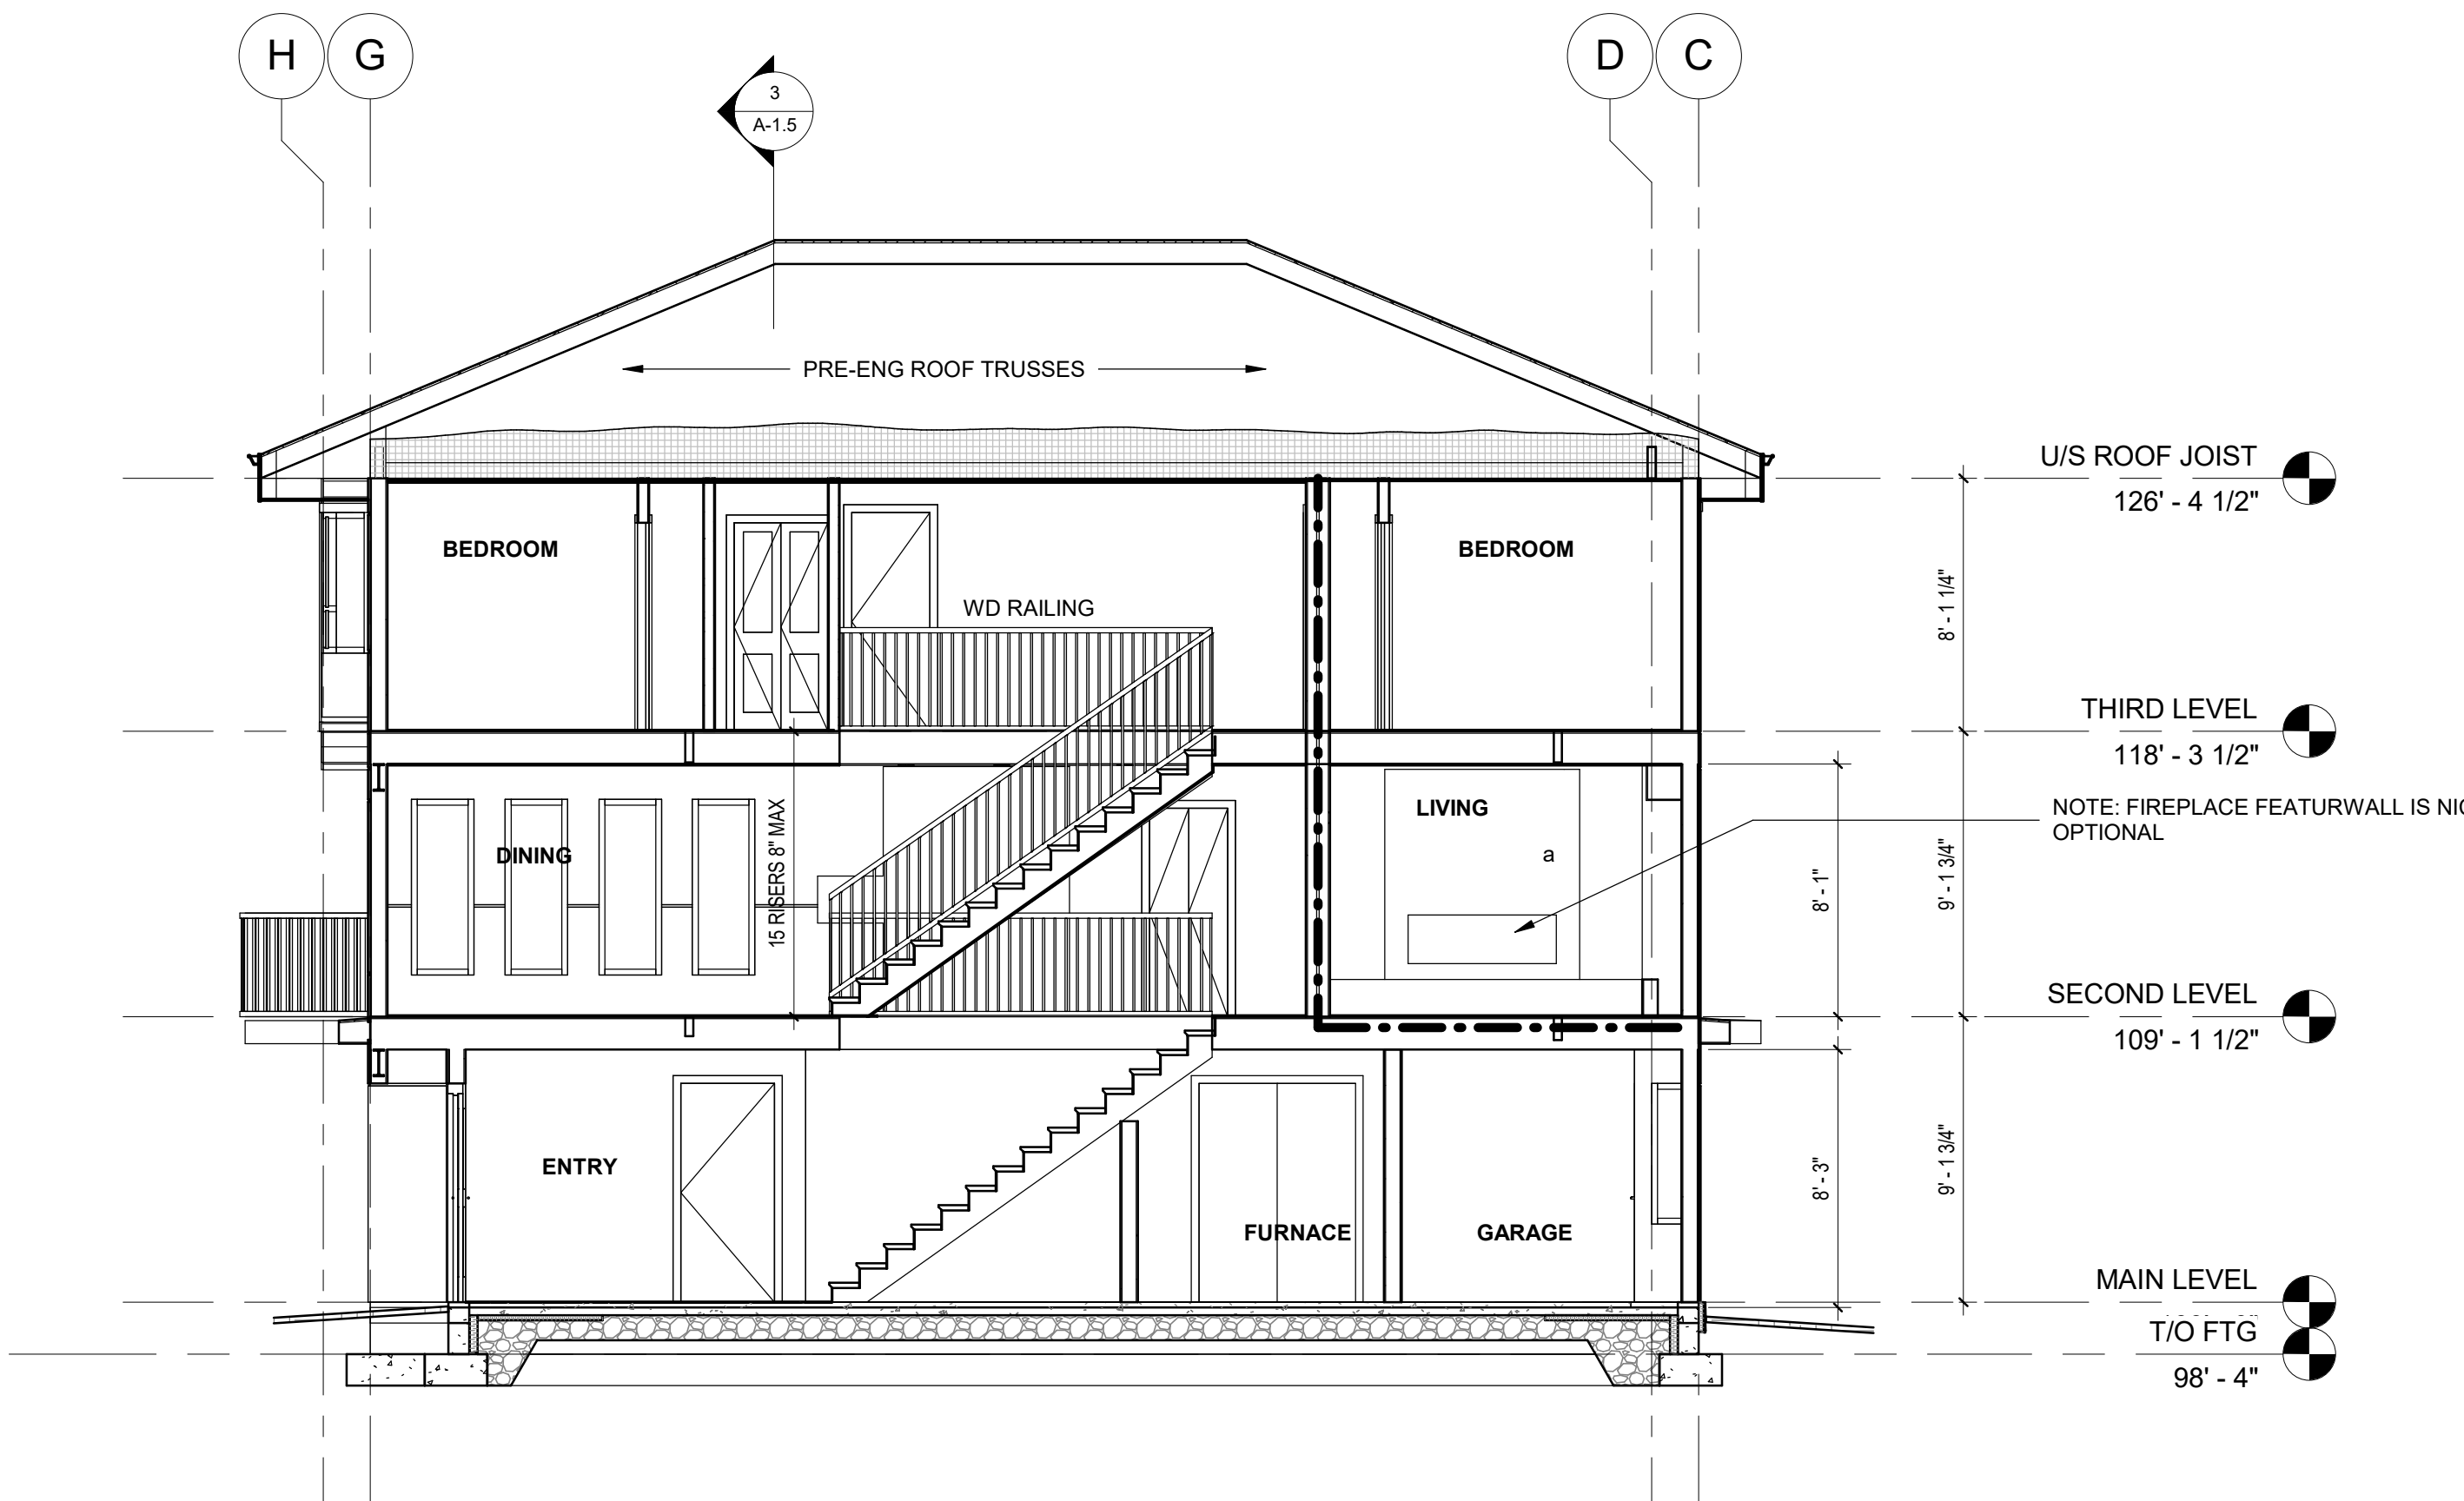 H
G
D
C
3
A-1.5
PRE-ENG ROOF TRUSSES
U/S ROOF JOIST
126' - 4 1/2"
BEDROOM
BEDROOM
8' - 1 1/4"
WD RAILING
THIRD LEVEL
118' - 3 1/2"
LIVING
NOTE: FIREPLACE FEATURWALL IS
OPTIONAL
DINING
a
15 RISERS 8" MAX
8' - 1"
9' - 1 3/4"
SECOND LEVEL
109' - 1 1/2"
ENTRY
8' - 3"
9' - 1 3/4"
FURNACE
GARAGE
MAIN LEVEL
T/O FTG
98' - 4"